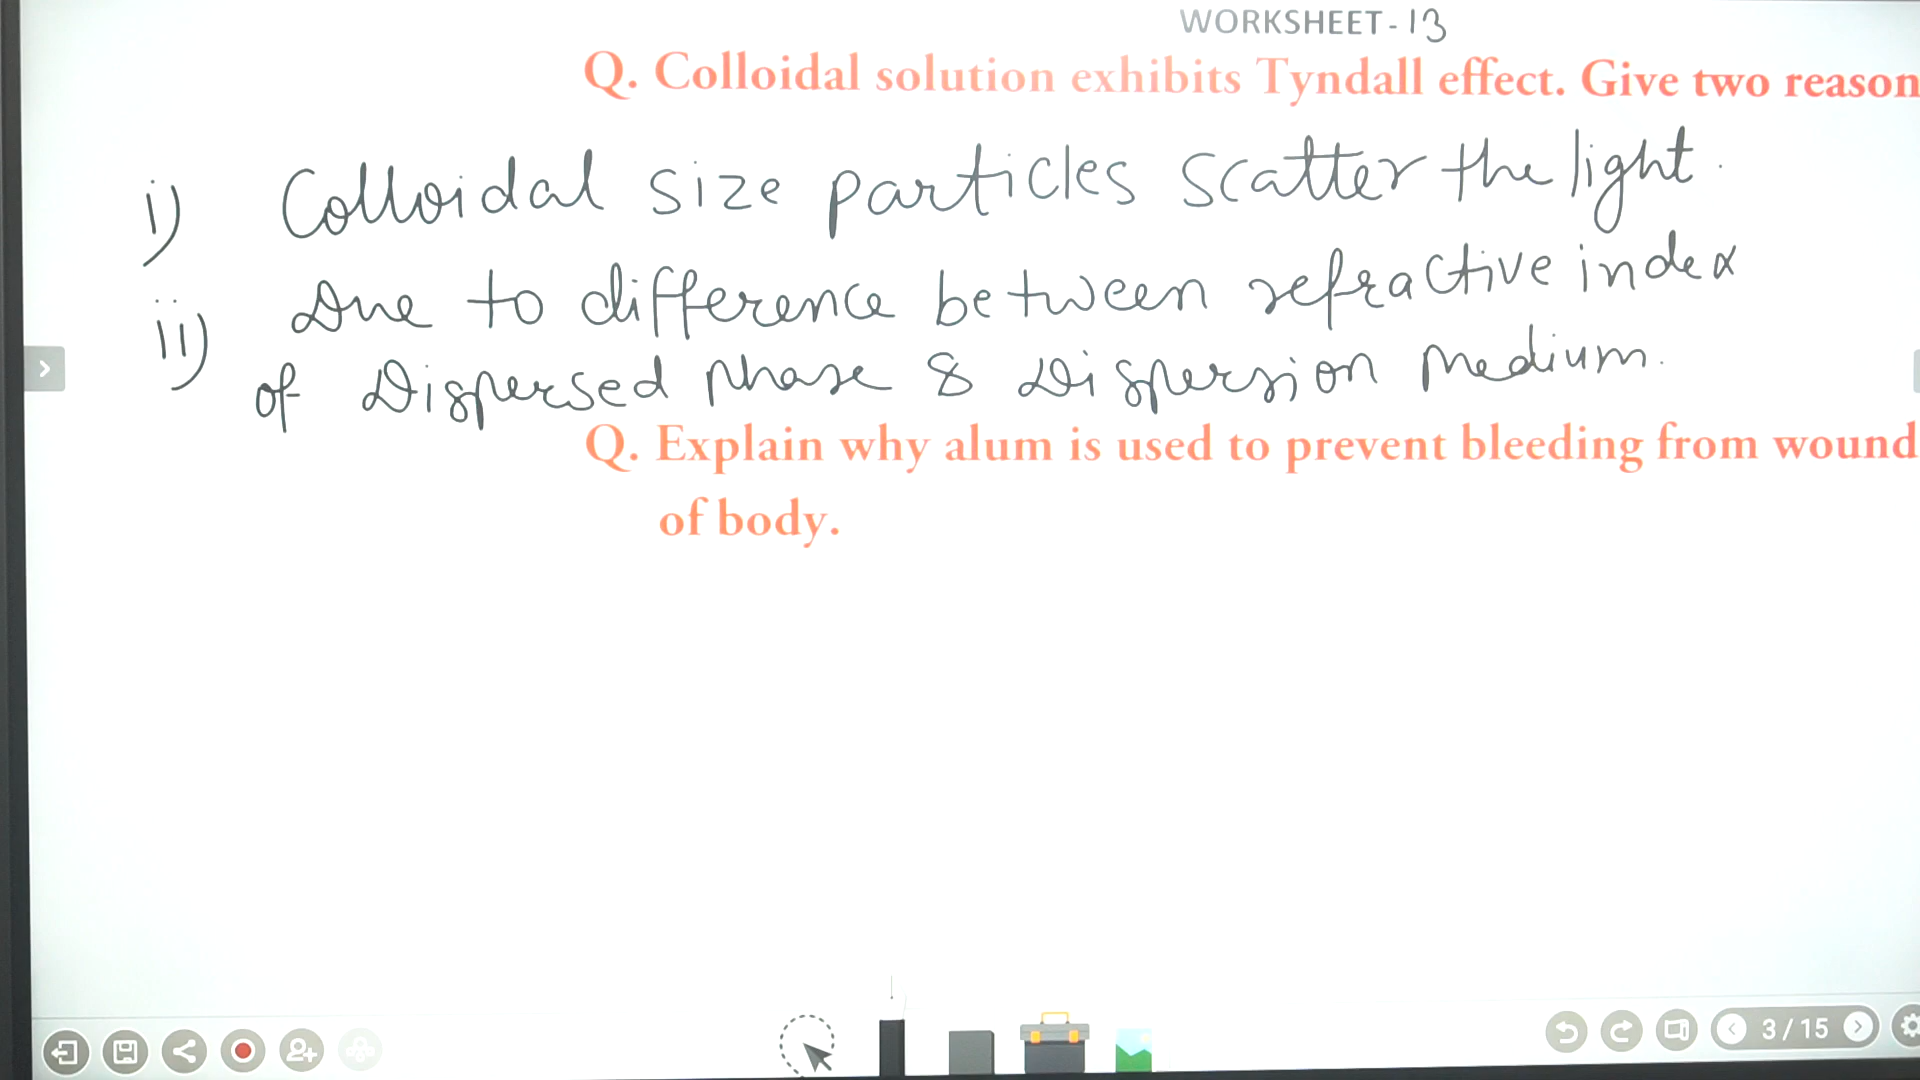 WORKSHEET-13
Q. Colloidal solution exhibits Tyndall effect. Give two reason
i) Colloidal size particles scatter the light.
ii) Due to difference between refractive index
of Dispersed phase & Dispersion medium.
Q. Explain why alum is used to prevent bleeding from wound
of body.
3/15